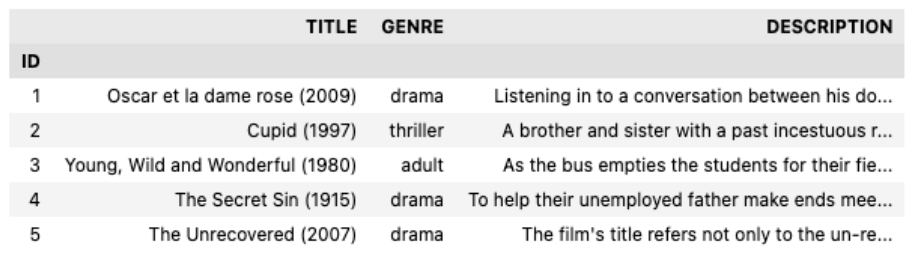 TITLE GENRE DESCRIPTION
ID
1 Oscar et la dame rose (2009) drama Listening in to a conversation between his do...
2 Cupid (1997) thriller A brother and sister with a past incestuous r...
3 Young, Wild and Wonderful (1980) adult As the bus empties the students for their fie...
4 The Secret Sin (1915) drama To help their unemployed father make ends mee...
5 The Unrecovered (2007) drama The film's title refers not only to the un-re...